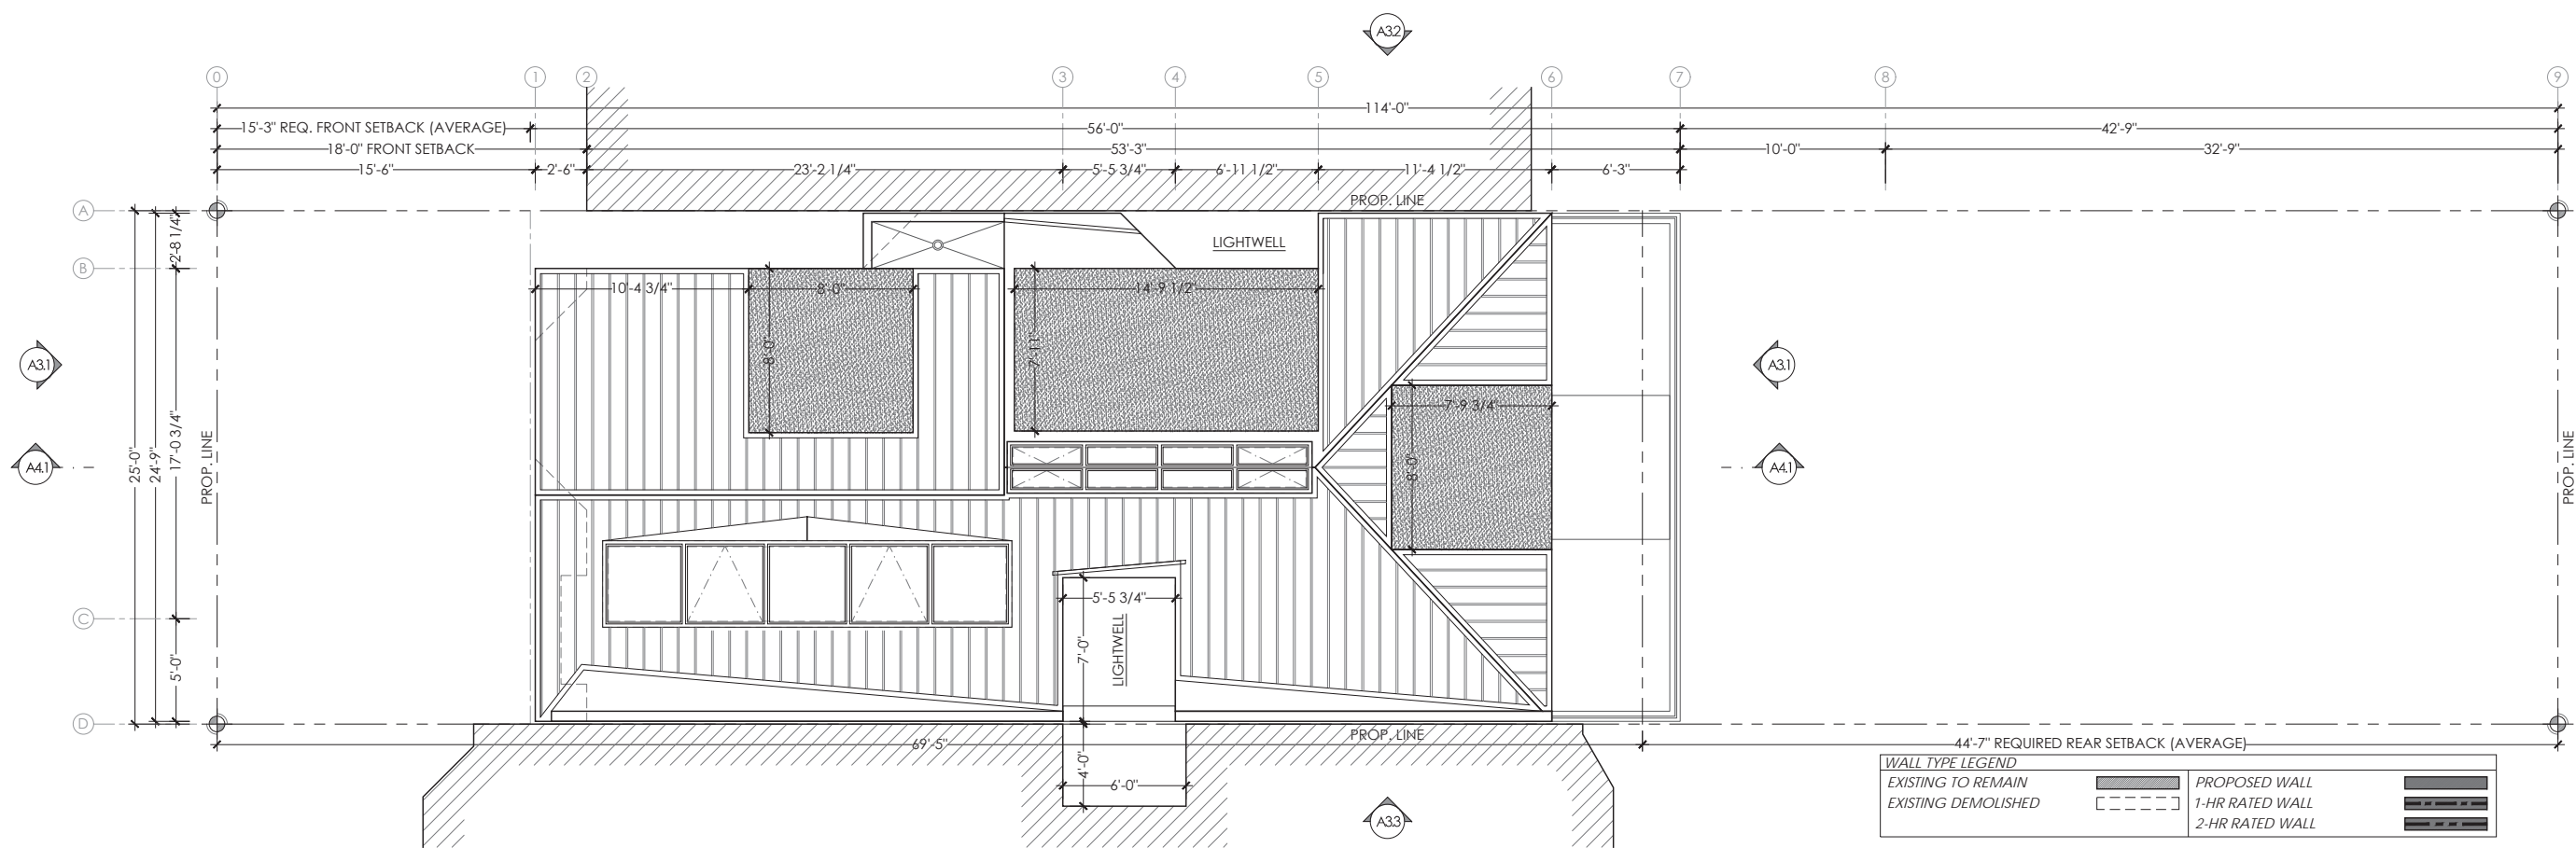 A3.2
0 1 2 3 4 5 6 7 8 9
114'-0"
15'-3" REQ. FRONT SETBACK (AVERAGE) 56'-0" 42'-9"
18'-0" FRONT SETBACK 53'-3" 10'-0" 32'-9"
15'-6" 2'-6" 23'-2 1/4" 5'-5 3/4" 6'-11 1/2" 11'-4 1/2" 6'-3"
PROP. LINE
A
2'-8 1/4"
LIGHTWELL
B
10'-4 3/4" 8'-0" 14'-9 1/2"
8'-0"
7'-11"
A3.1
A3.1
7'-9 3/4"
8'-0"
A4.1
A4.1
25'-0"
24'-9"
17'-0 3/4"
PROP. LINE
PROP. LINE
5'-5 3/4"
LIGHTWELL
7'-0"
C
5'-0"
D
PROP. LINE
69'-5"
44'-7" REQUIRED REAR SETBACK (AVERAGE)
4'-0"
6'-0"
A3.3
WALL TYPE LEGEND
EXISTING TO REMAIN
EXISTING DEMOLISHED
PROPOSED WALL
1-HR RATED WALL
2-HR RATED WALL